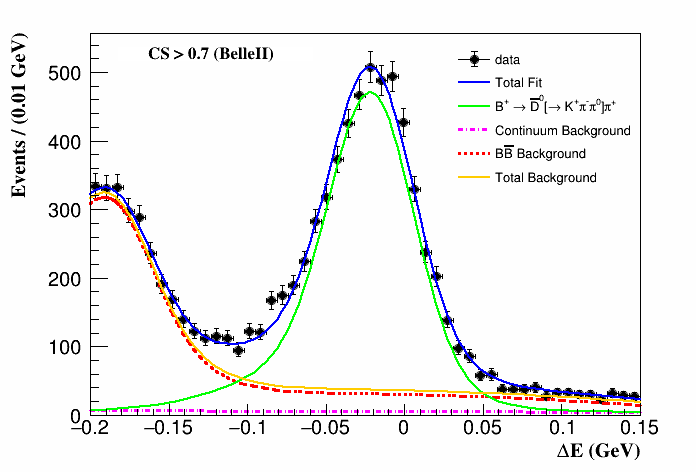 CS > 0.7 (BelleII)
Events / (0.01 GeV)
500
400
300
200
100
0
data
Total Fit
B⁺ → D̅⁰[→ K⁺π⁻π⁰]π⁺
Continuum Background
BB̅ Background
Total Background
−0.2 −0.15 −0.1 −0.05 0 0.05 0.1 0.15
ΔE (GeV)